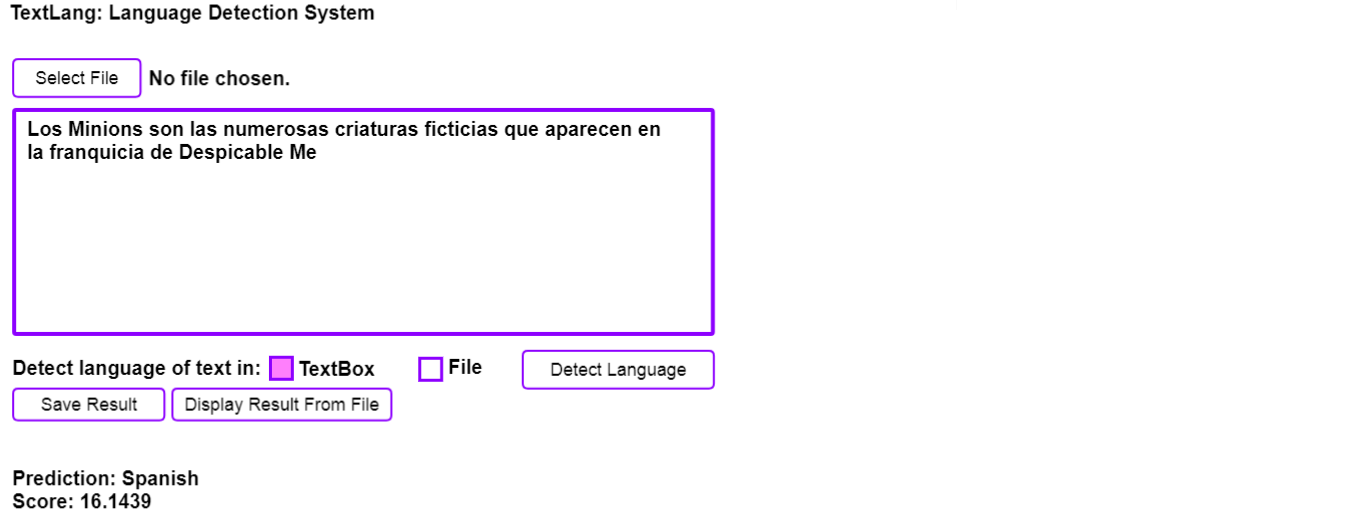 TextLang: Language Detection System
Select File No file chosen.
Los Minions son las numerosas criaturas ficticias que aparecen en
la franquicia de Despicable Me
Detect language of text in: TextBox File Detect Language
Save Result Display Result From File
Prediction: Spanish
Score: 16.1439